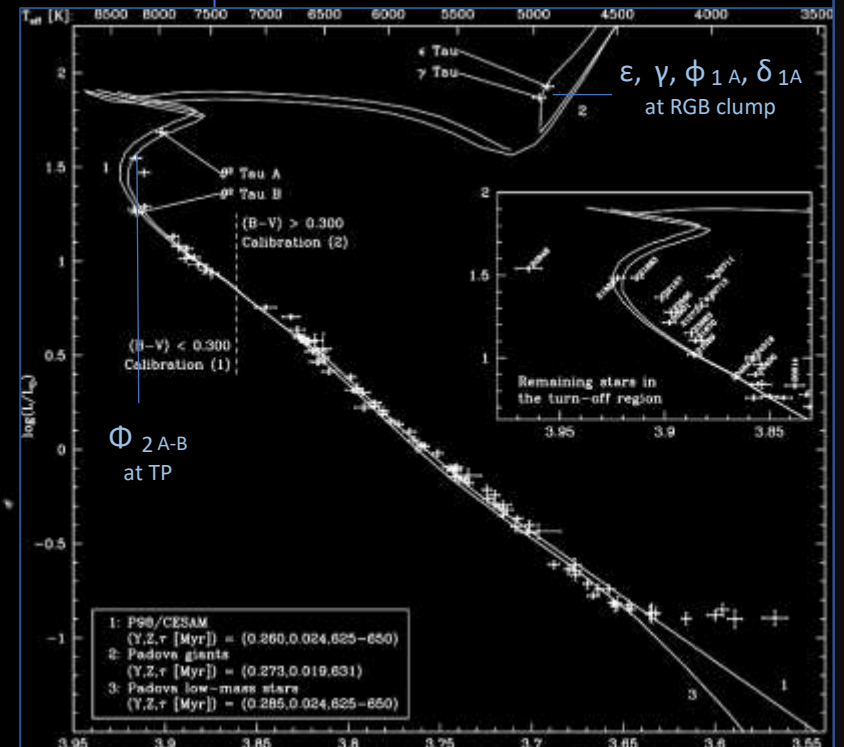 T_eff [K] 8500 8000 7500 7000 6500 6000 5500 5000 4500 4000 3500
ε Tau
γ Tau
ε, γ, ϕ 1 A, δ 1A
at RGB clump
2
1
θ² Tau A
θ² Tau B
(B-V) > 0.300
Calibration (2)
(B-V) < 0.300
Calibration (1)
Φ 2 A-B
at TP
2
1.5
1
0.5
0
-0.5
-1
log(L/L⊙)
2
1.5
1
Remaining stars in
the turn-off region
3.95 3.9 3.85
1: P98/CESAM
(Y,Z,τ [Myr]) = (0.260,0.024,625-650)
2: Padova giants
(Y,Z,τ [Myr]) = (0.273,0.019,631)
3: Padova low-mass stars
(Y,Z,τ [Myr]) = (0.285,0.024,625-650)
3
1
3.95 3.9 3.85 3.8 3.75 3.7 3.65 3.6 3.55